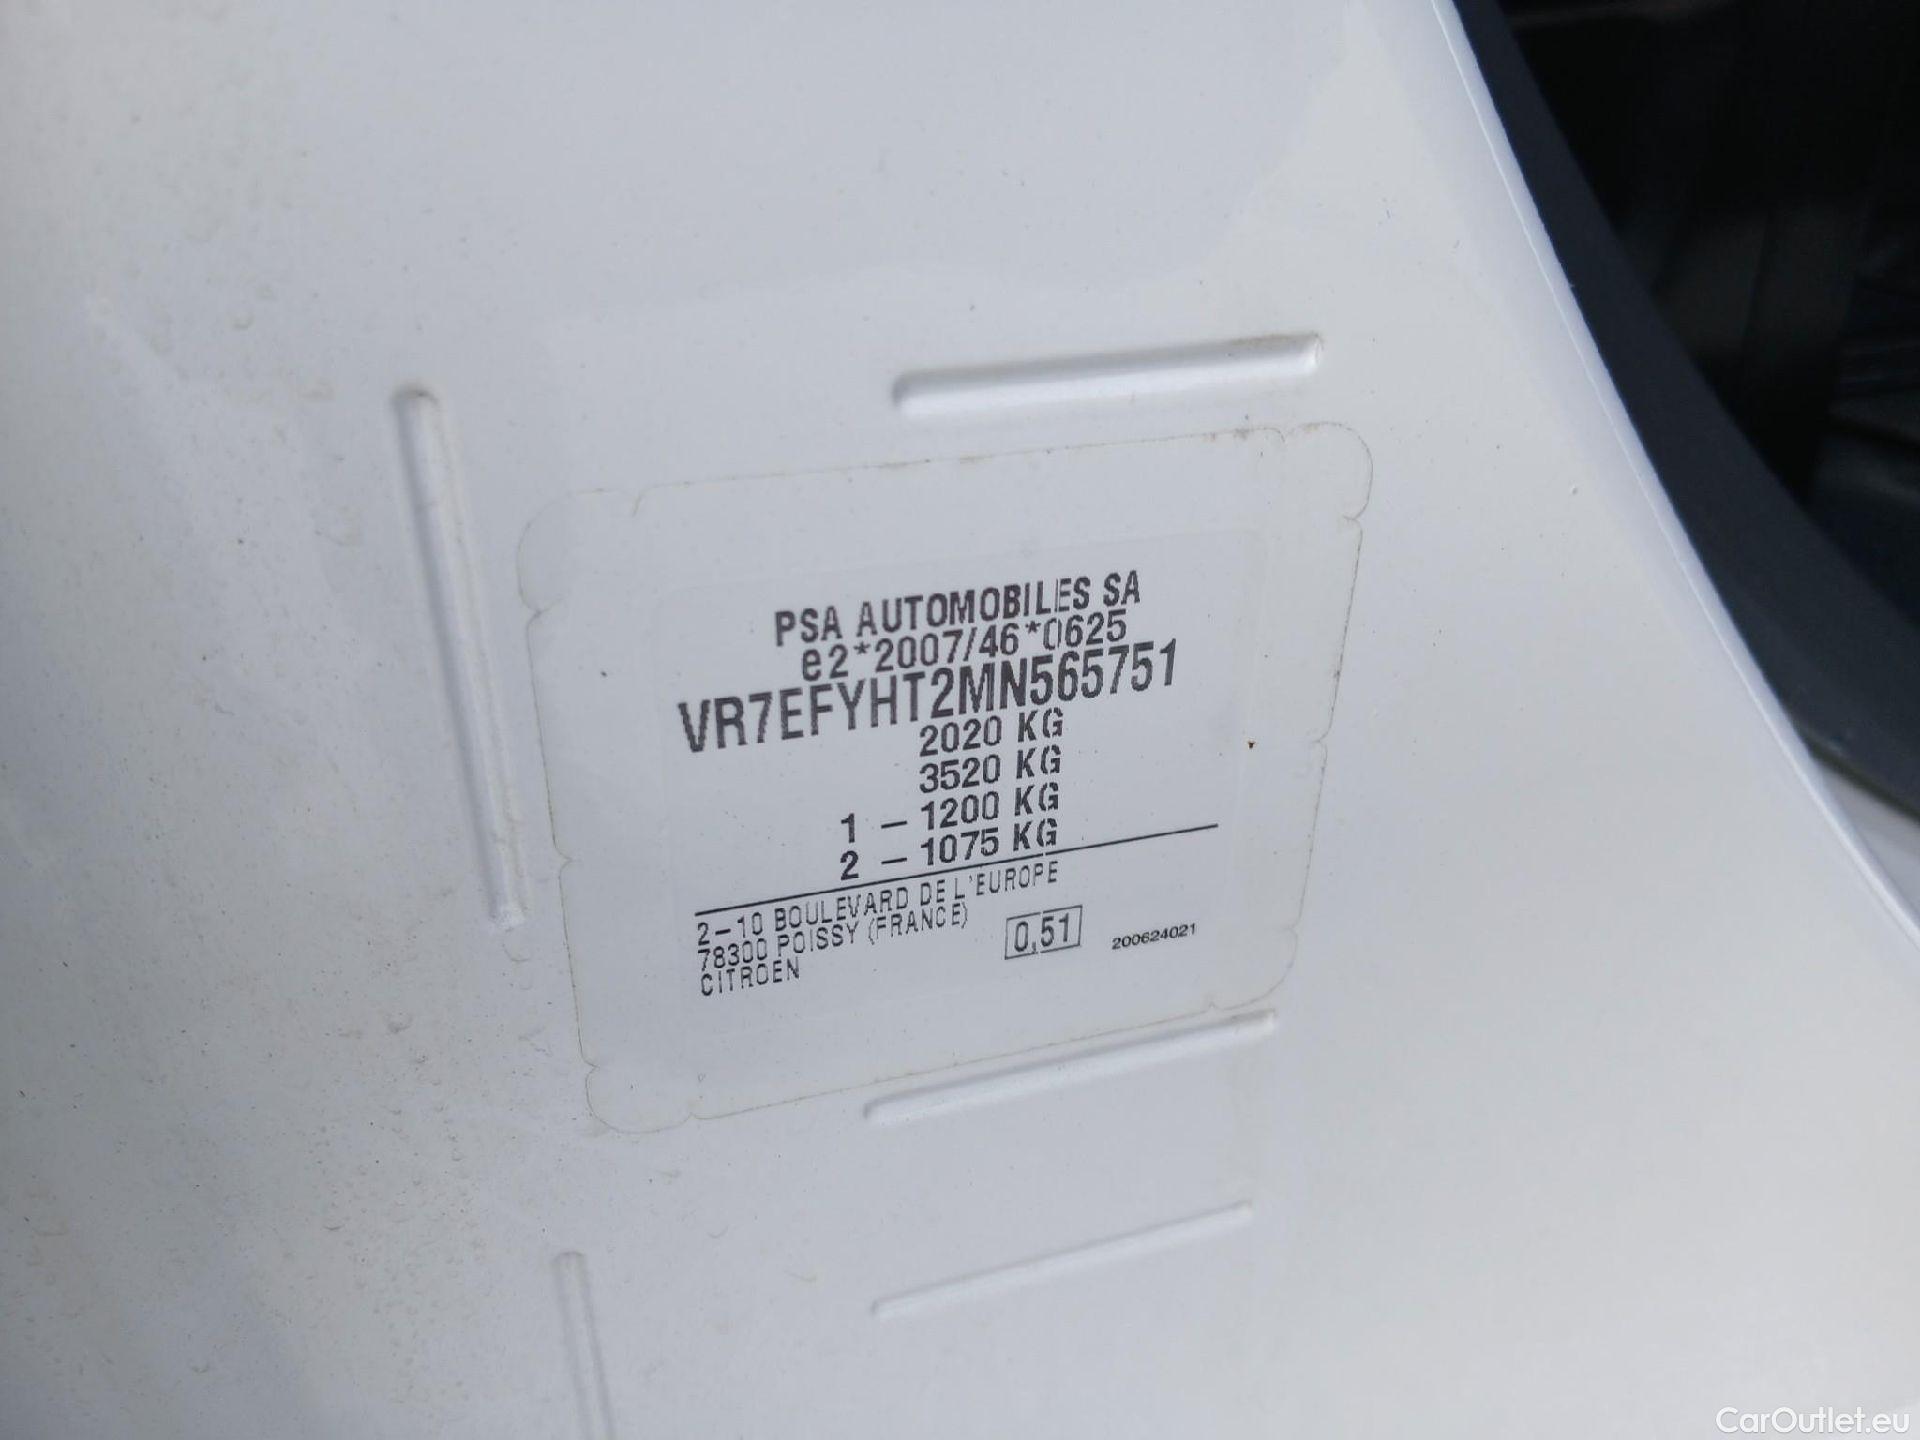 PSA AUTOMOBILES SA
e2*2007/46*0625
VR7EFYHT2MN565751
2020 KG
3520 KG
1 - 1200 KG
2 - 1075 KG
2-10 BOULEVARD DE L'EUROPE
78300 POISSY (FRANCE)
CITROËN
0,51
200624021
CarOutlet.eu